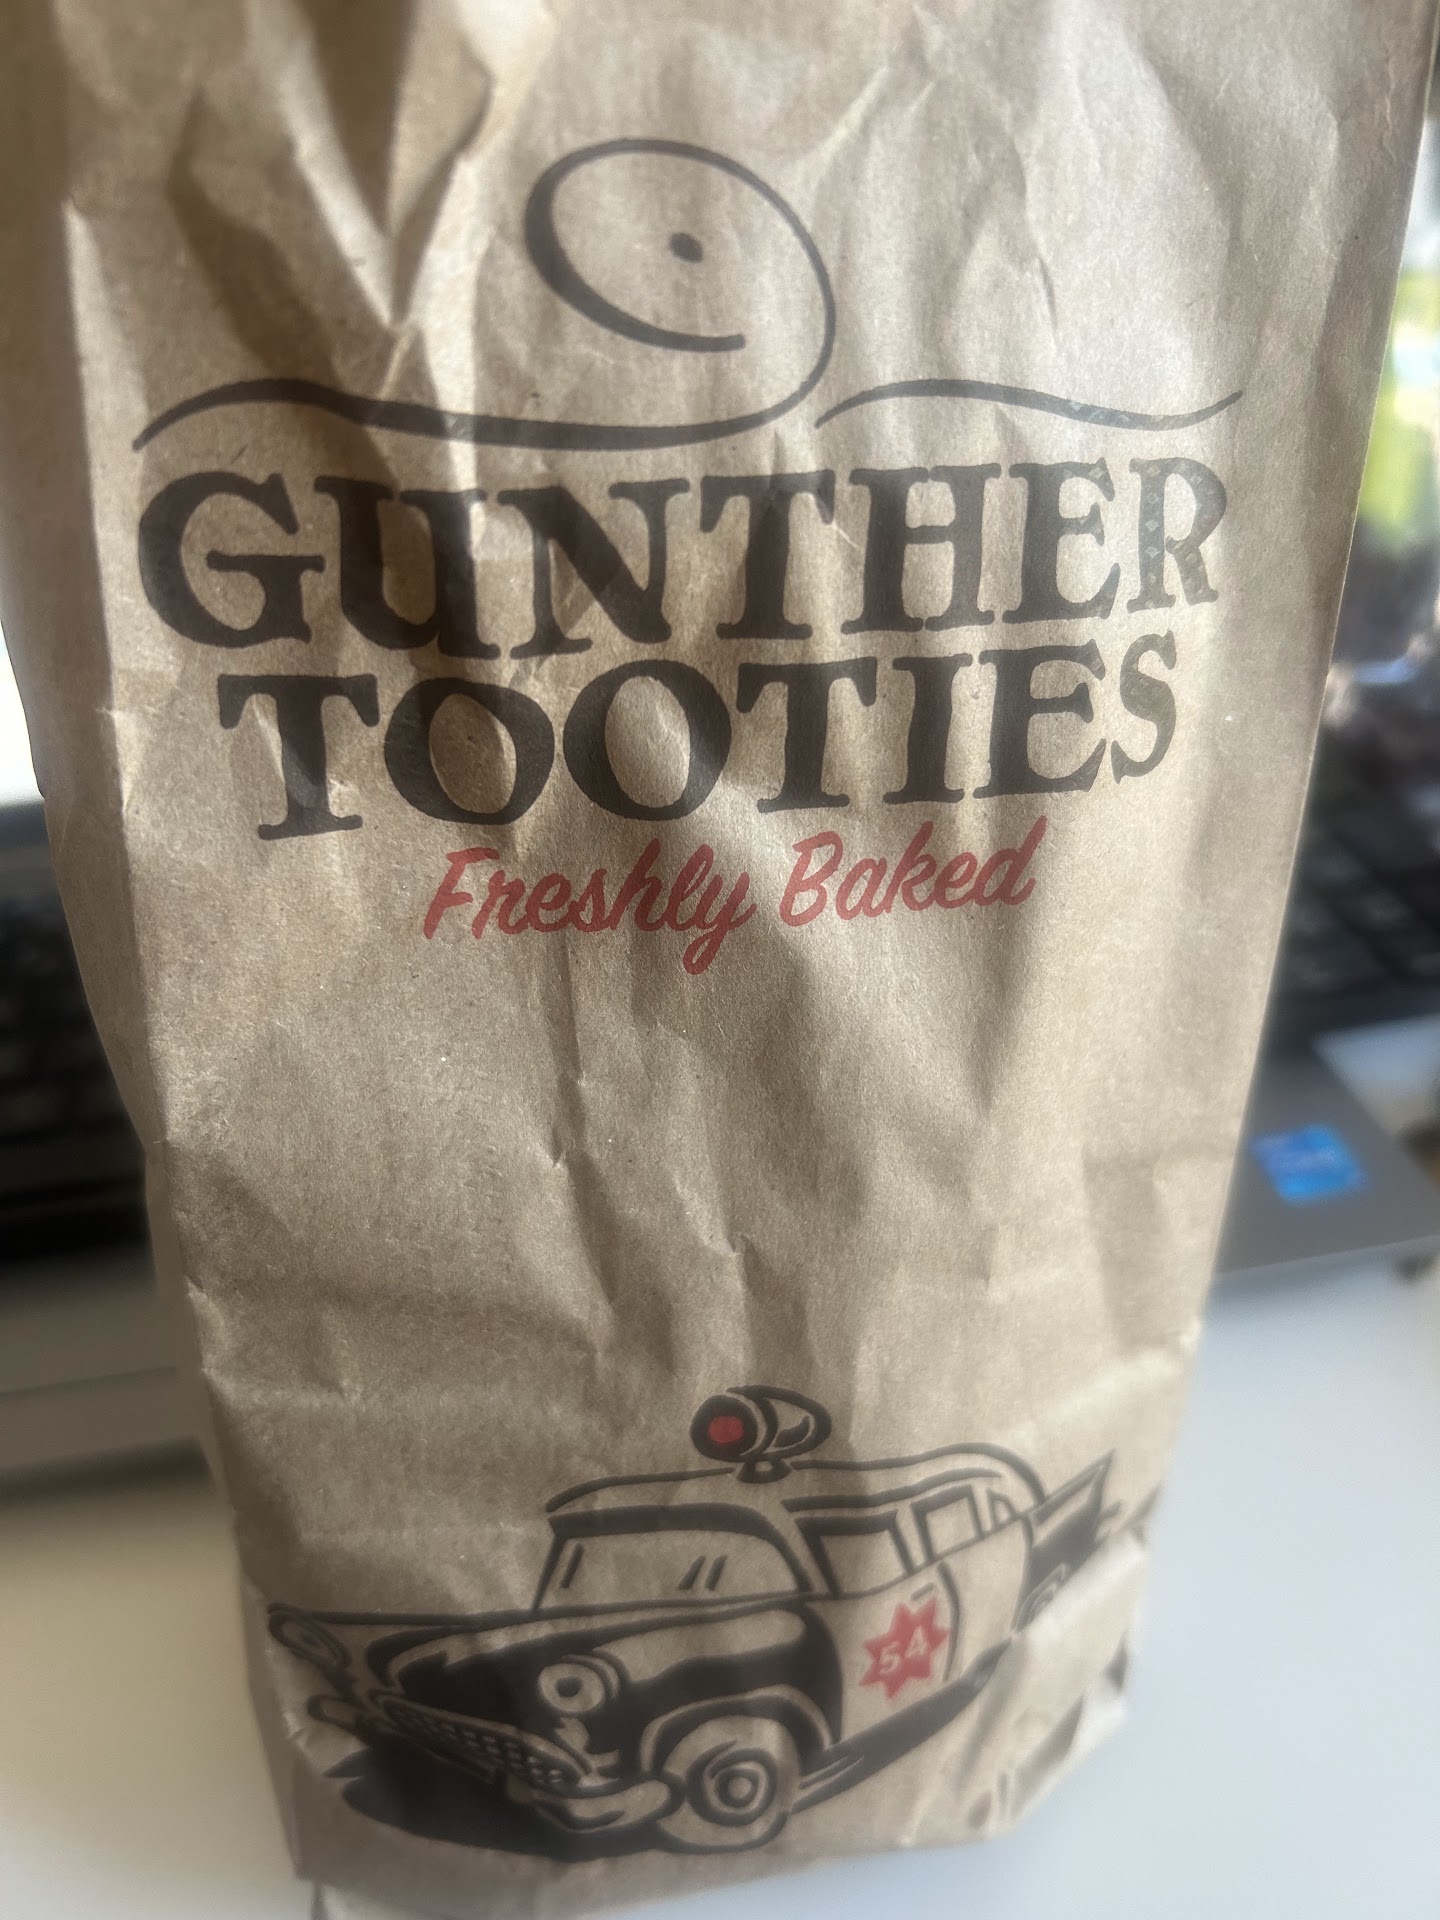 GUNTHER
TOOTIES
Freshly Baked
54